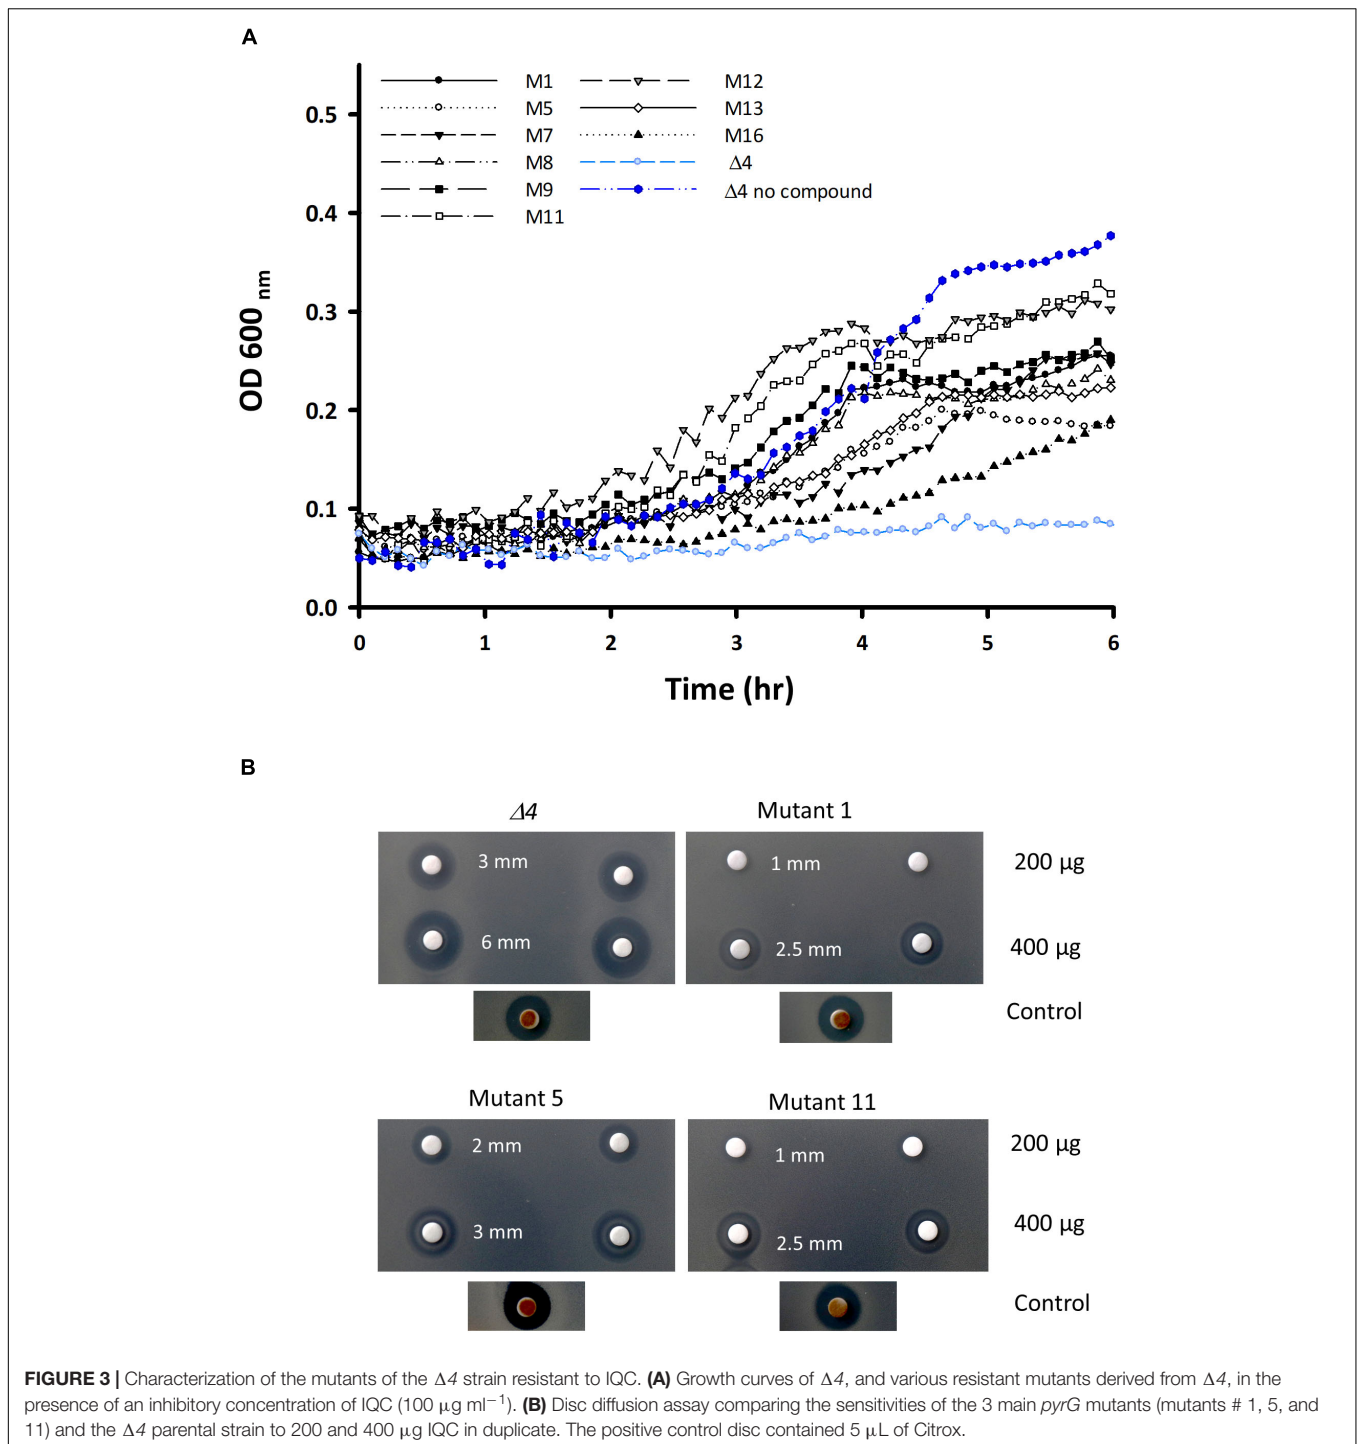 A
M1
M5
M7
M8
M9
M11
M12
M13
M16
Δ4
Δ4 no compound
OD 600 nm
0.5
0.4
0.3
0.2
0.1
0.0
0 1 2 3 4 5 6
Time (hr)
B
Δ4
Mutant 1
3 mm
1 mm
200 µg
6 mm
2.5 mm
400 µg
Control
Mutant 5
Mutant 11
2 mm
1 mm
200 µg
3 mm
2.5 mm
400 µg
Control
FIGURE 3 | Characterization of the mutants of the Δ4 strain resistant to IQC. (A) Growth curves of Δ4, and various resistant mutants derived from Δ4, in the
presence of an inhibitory concentration of IQC (100 µg ml−1). (B) Disc diffusion assay comparing the sensitivities of the 3 main pyrG mutants (mutants # 1, 5, and
11) and the Δ4 parental strain to 200 and 400 µg IQC in duplicate. The positive control disc contained 5 µL of Citrox.